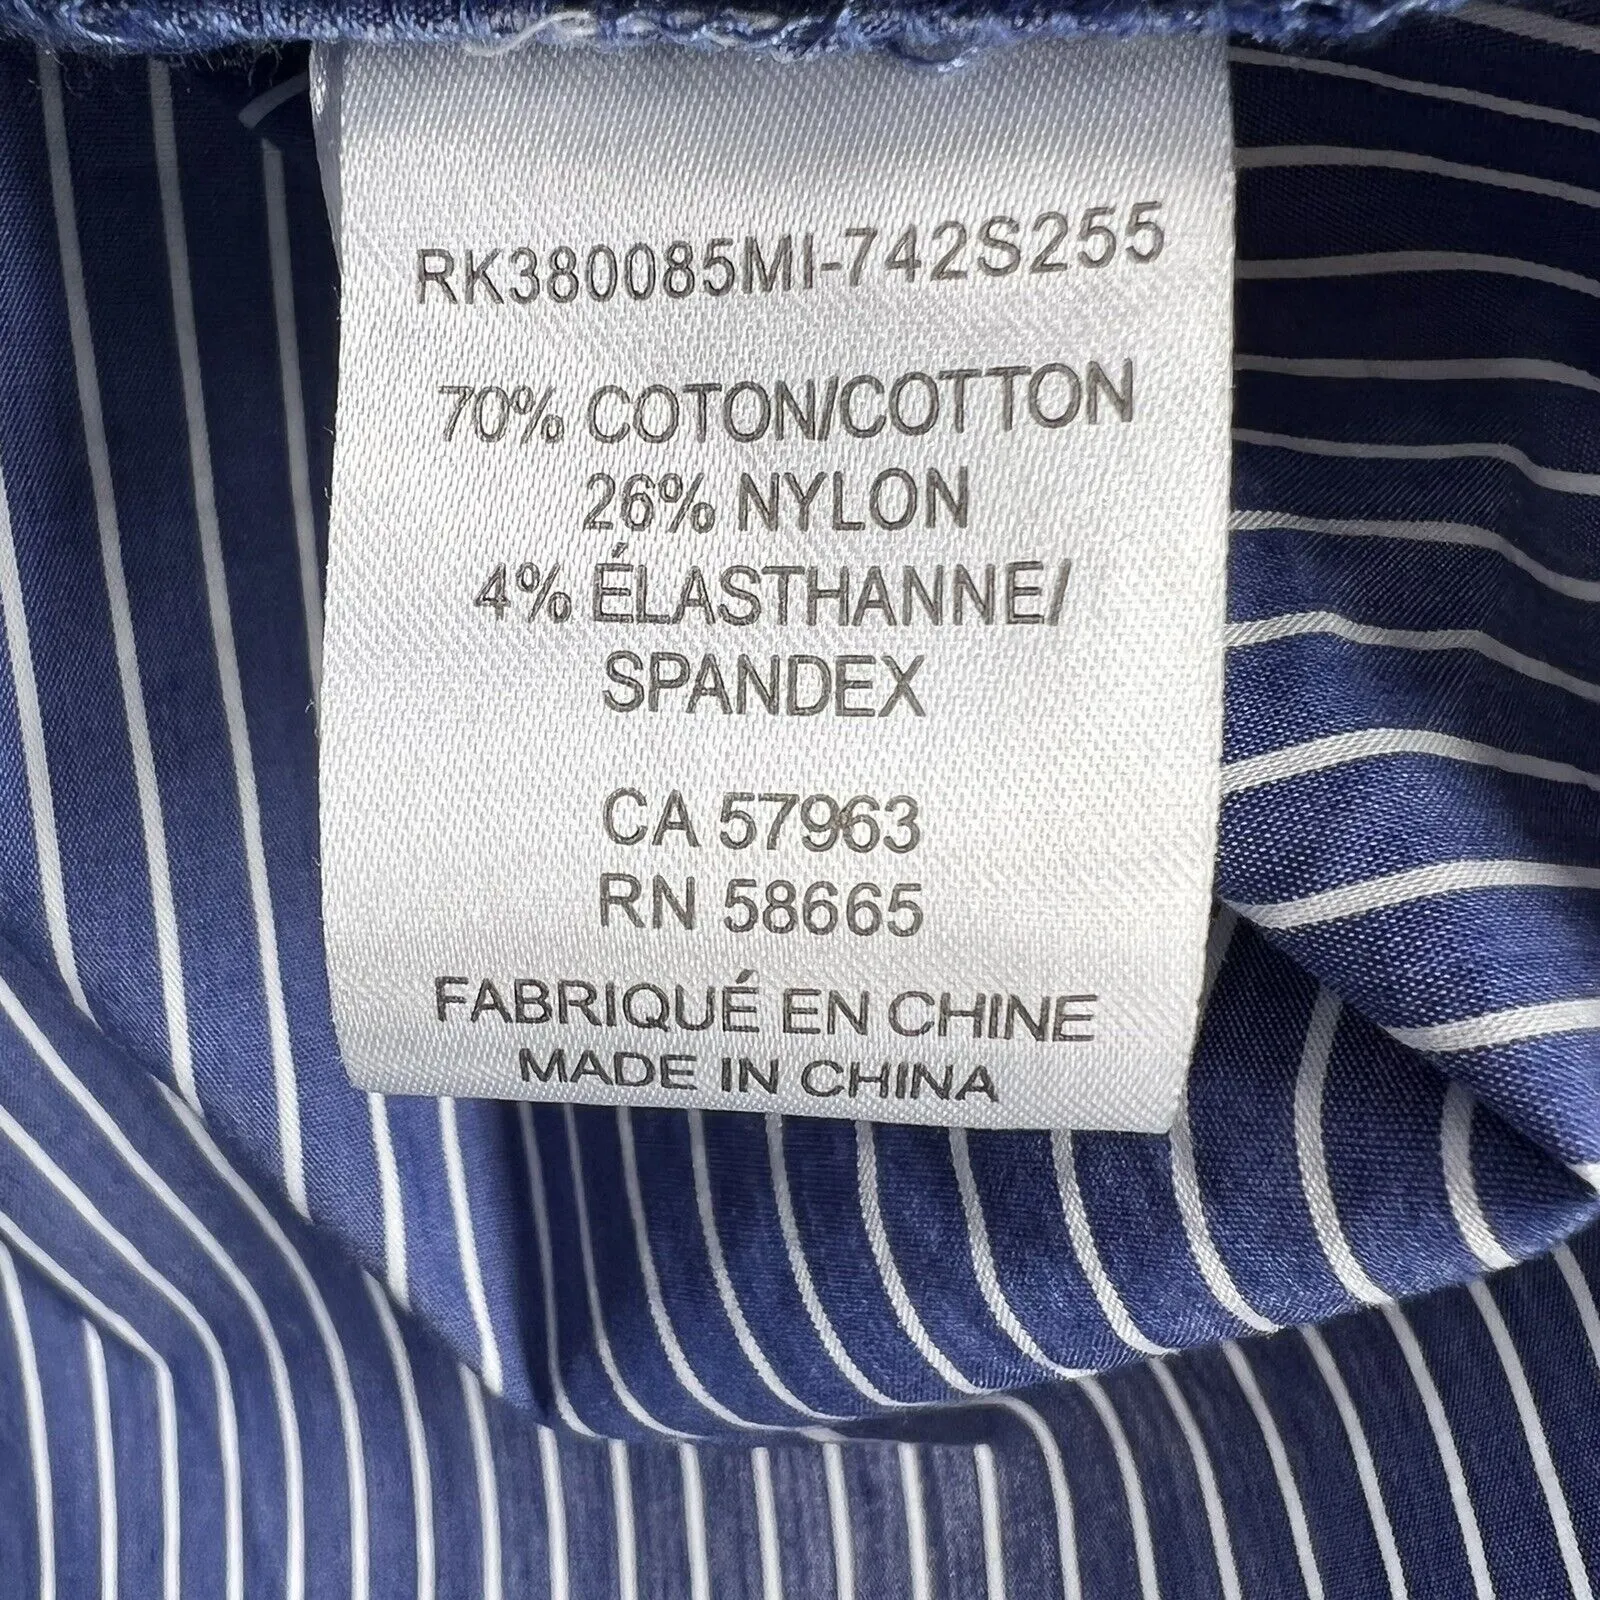 RK380085MI-742S255
70% COTON/COTTON
26% NYLON
4% ÉLASTHANNE/
SPANDEX
CA 57963
RN 58665
FABRIQUÉ EN CHINE
MADE IN CHINA